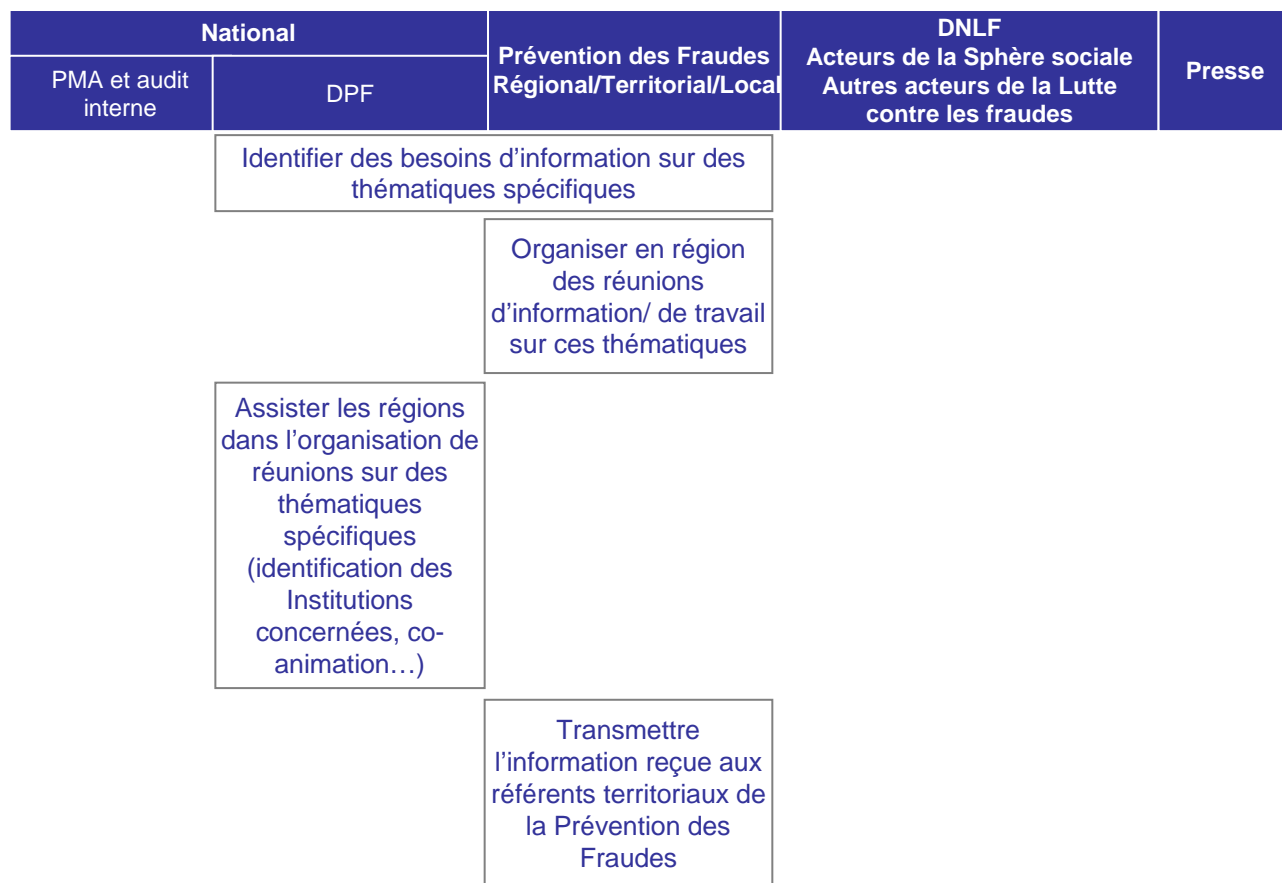 National
PMA et audit
interne
DPF
Prévention des Fraudes
Régional/Territorial/Local
DNLF
Acteurs de la Sphère sociale
Autres acteurs de la Lutte
contre les fraudes
Presse
Identifier des besoins d’information sur des
thématiques spécifiques
Organiser en région
des réunions
d’information/ de travail
sur ces thématiques
Assister les régions
dans l’organisation de
réunions sur des
thématiques
spécifiques
(identification des
Institutions
concernées, co-
animation…)
Transmettre
l’information reçue aux
référents territoriaux de
la Prévention des
Fraudes